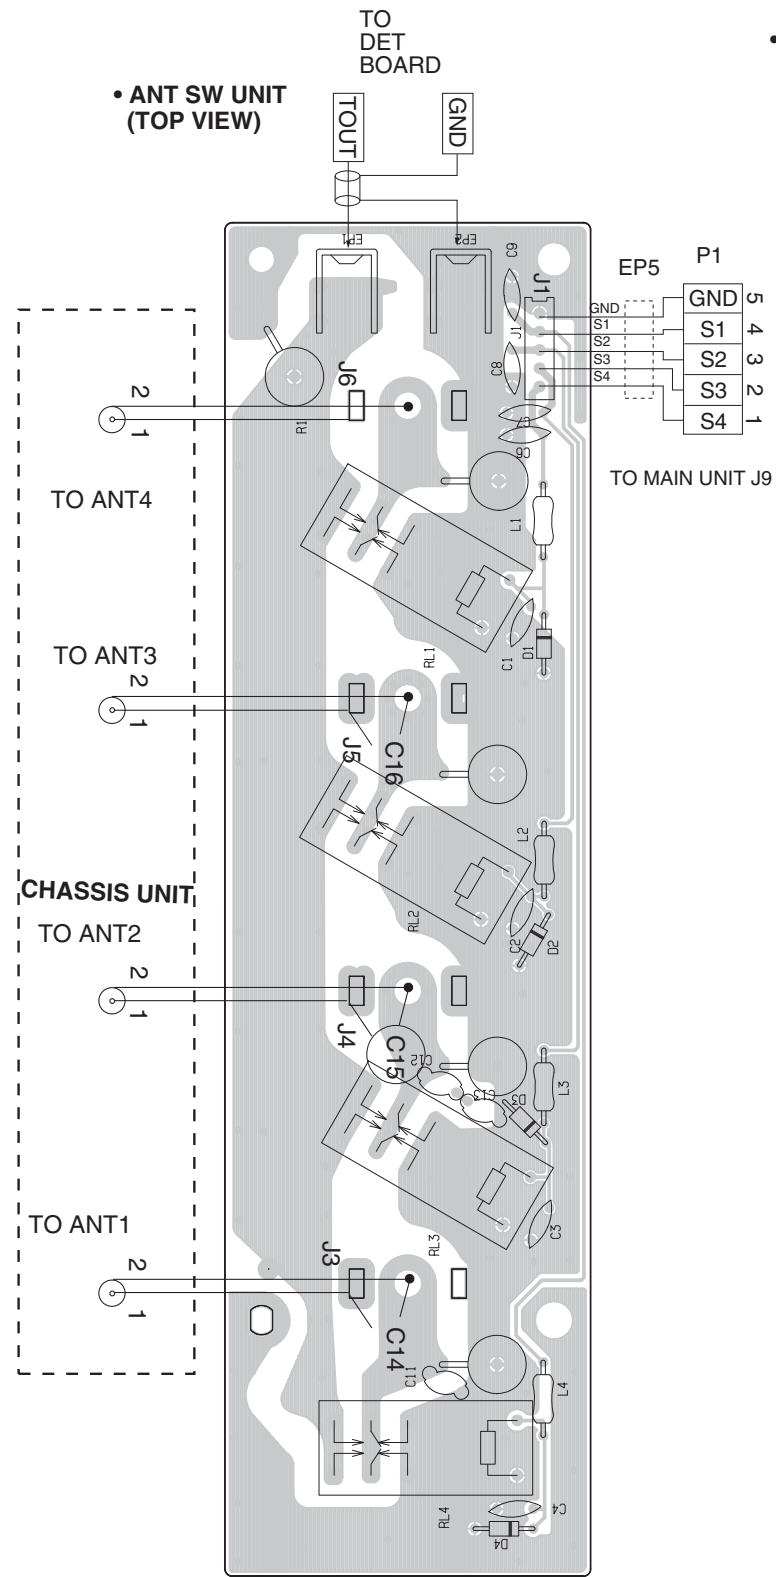 TO
DET
BOARD
• ANT SW UNIT
(TOP VIEW)
TOUT
GND
EP1
EP2
C9
J1
J1
EP5
P1
GND
S1
S2
S3
S4
GND 5
S1 4
S2 3
S3 2
S4 1
TO MAIN UNIT J9
C8
C6
J6
R1
2
1
TO ANT4
L1
C1
D1
RL1
TO ANT3
2
1
J5
C16
L2
C2
D2
RL2
CHASSIS UNIT
TO ANT2
2
1
J4
C15
C12
C13
D3
L3
C3
RL3
TO ANT1
2
1
J3
C14
C11
L4
RL4
C4
D4